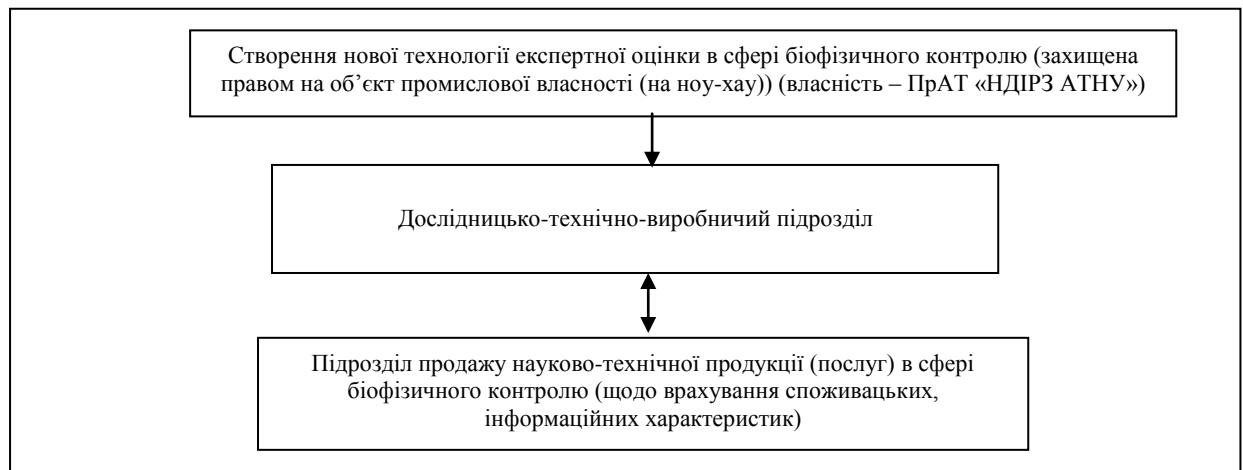 Створення нової технології експертної оцінки в сфері біофізичного контролю (захищена
правом на об’єкт промислової власності (на ноу-хау)) (власність – ПрАТ «НДІРЗ АТНУ»)
Дослідницько-технічно-виробничий підрозділ
Підрозділ продажу науково-технічної продукції (послуг) в сфері
біофізичного контролю (щодо врахування споживацьких,
інформаційних характеристик)